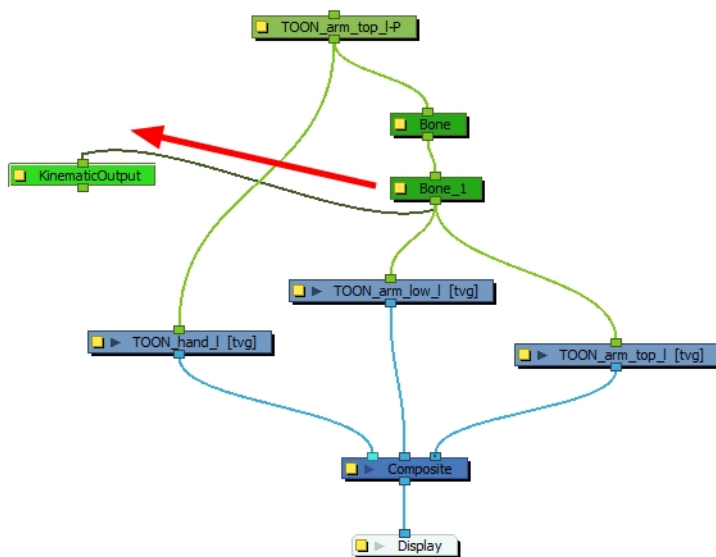 TOON_arm_top_l-P
Bone
KinematicOutput
Bone_1
TOON_arm_low_l [tvg]
TOON_hand_l [tvg]
TOON_arm_top_l [tvg]
Composite
Display